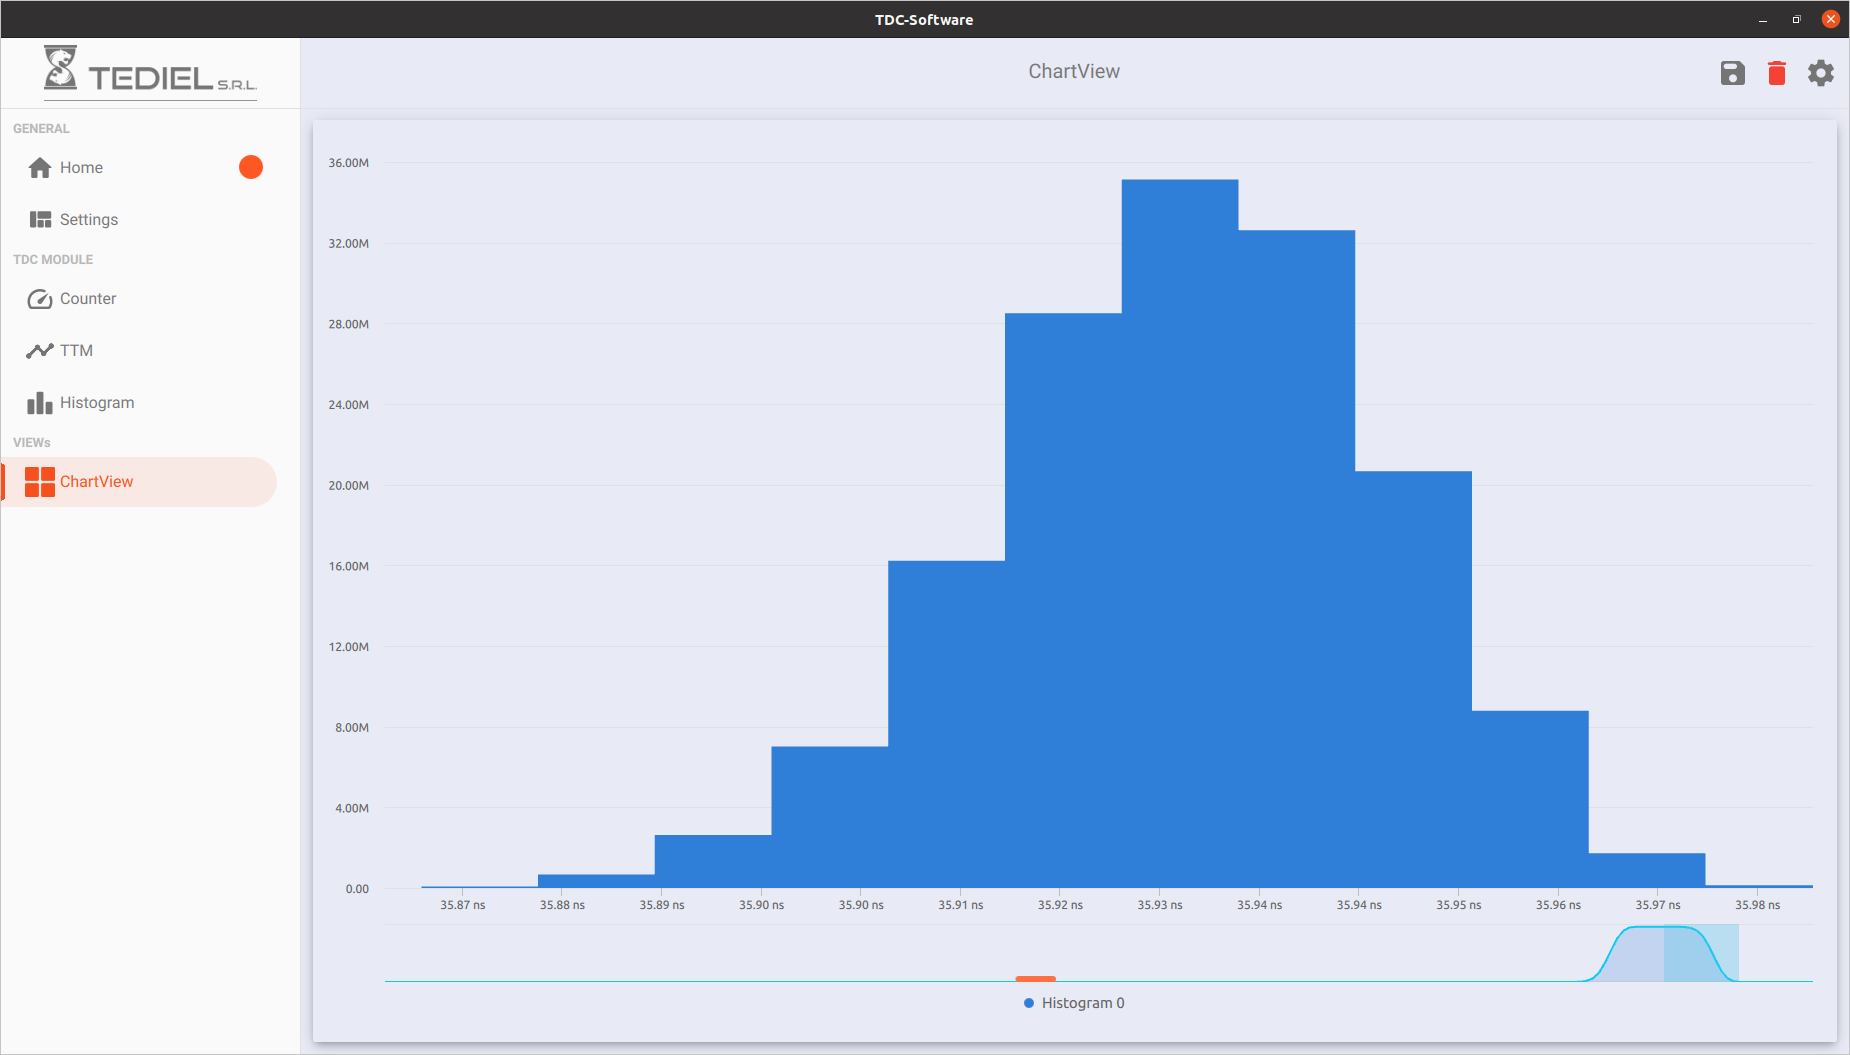 TDC-Software
TEDIEL S.R.L.
ChartView
GENERAL
Home
Settings
TDC MODULE
Counter
TTM
Histogram
VIEWs
ChartView
36.00M
32.00M
28.00M
24.00M
20.00M
16.00M
12.00M
8.00M
4.00M
0.00
35.87 ns 35.88 ns 35.89 ns 35.90 ns 35.90 ns 35.91 ns 35.92 ns 35.93 ns 35.94 ns 35.94 ns 35.95 ns 35.96 ns 35.97 ns 35.98 ns
Histogram 0